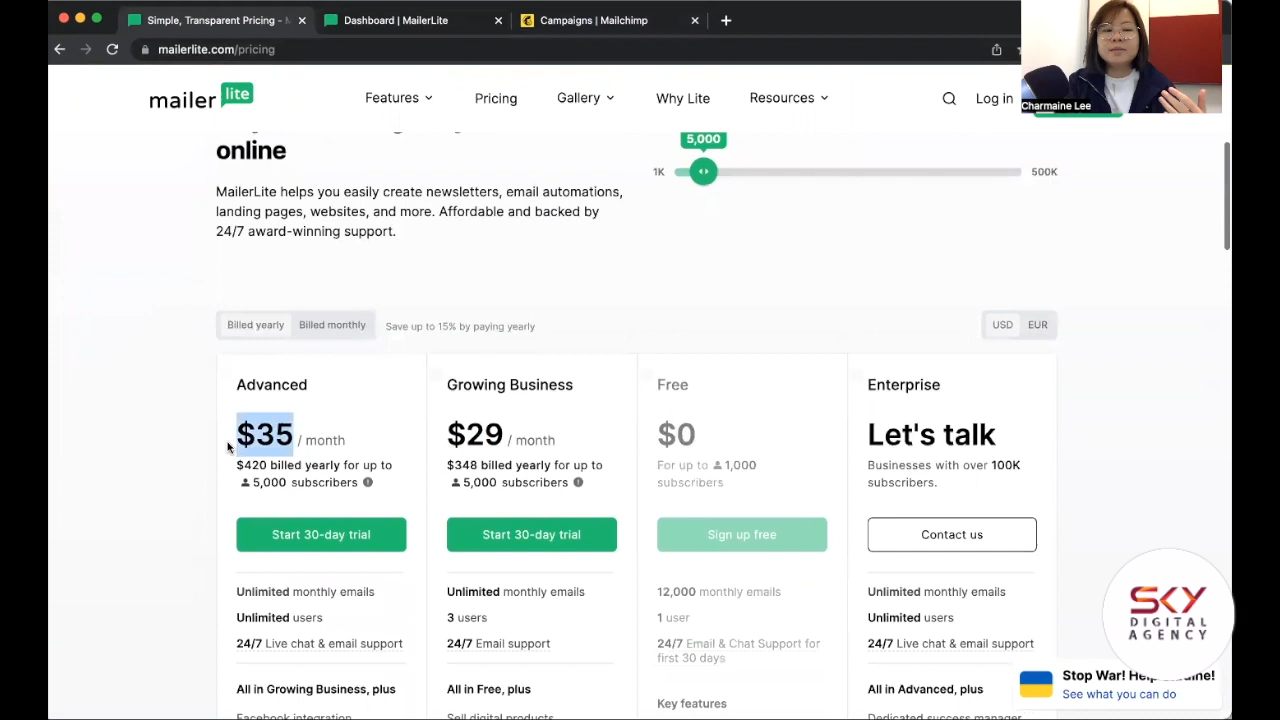 Simple, Transparent Pricing - M
Dashboard | MailerLite
Campaigns | Mailchimp
mailerlite.com/pricing
Charmaine Lee
mailer lite
Features
Pricing
Gallery
Why Lite
Resources
Log in
online
5,000
1K
500K
MailerLite helps you easily create newsletters, email automations,
landing pages, websites, and more. Affordable and backed by
24/7 award-winning support.
Billed yearly
Billed monthly
Save up to 15% by paying yearly
USD
EUR
Advanced
$35 / month
$420 billed yearly for up to
5,000 subscribers
Start 30-day trial
Unlimited monthly emails
Unlimited users
24/7 Live chat & email support
All in Growing Business, plus
Facebook integration
Growing Business
$29 / month
$348 billed yearly for up to
5,000 subscribers
Start 30-day trial
Unlimited monthly emails
3 users
24/7 Email support
All in Free, plus
Sell digital products
Free
$0
For up to 1,000
subscribers
Sign up free
12,000 monthly emails
1 user
24/7 Email & Chat Support for
first 30 days
Key features
Enterprise
Let's talk
Businesses with over 100K
subscribers.
Contact us
Unlimited monthly emails
Unlimited users
24/7 Live chat & email support
All in Advanced, plus
Dedicated success manager
SKY
DIGITAL
AGENCY
Stop War! Help
See what you can do